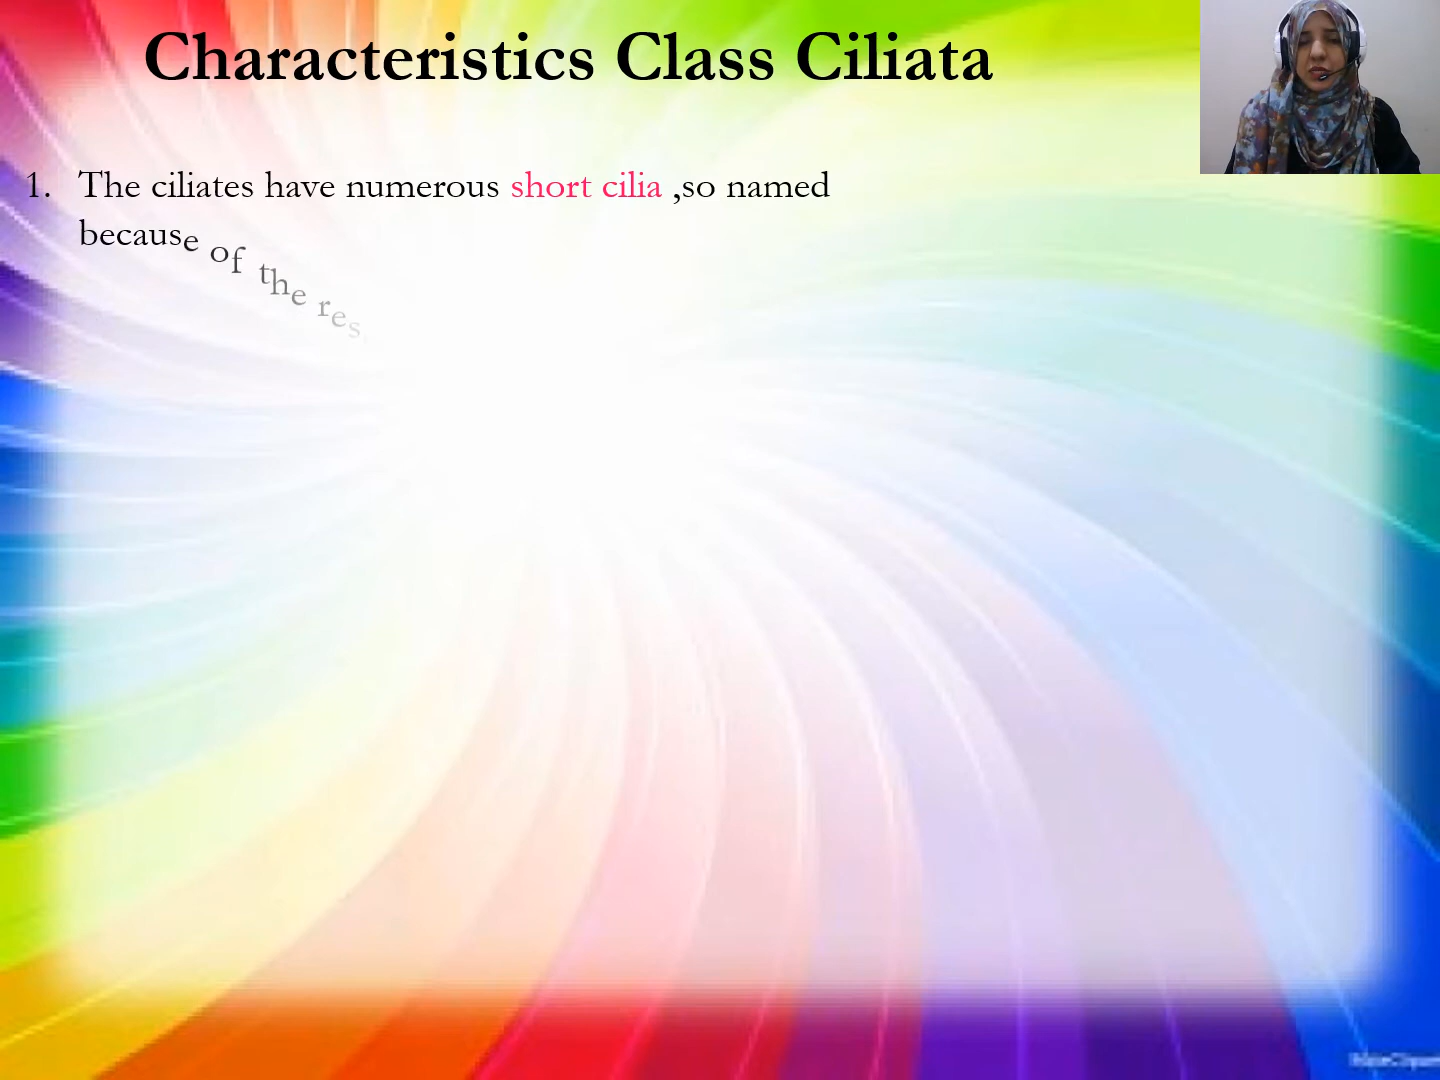 Characteristics Class Ciliata
1. The ciliates have numerous short cilia ,so named
because of the res